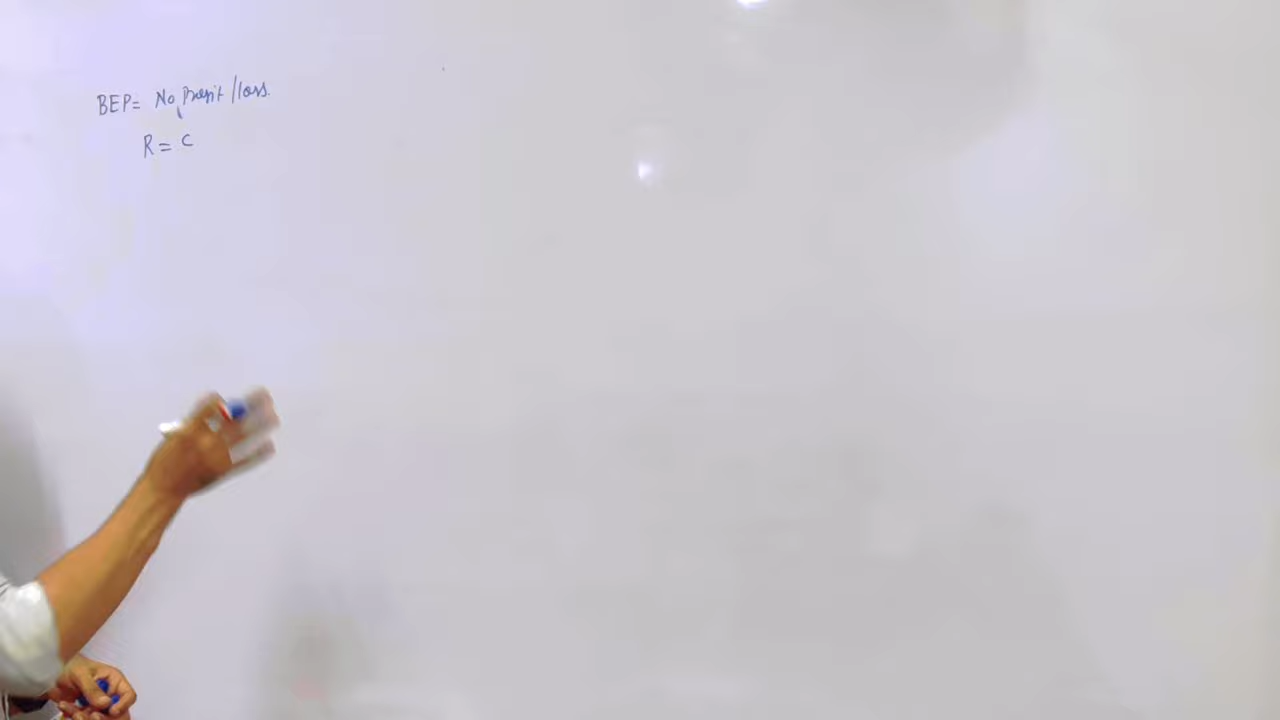 BEP= No Profit /loss.
R = C